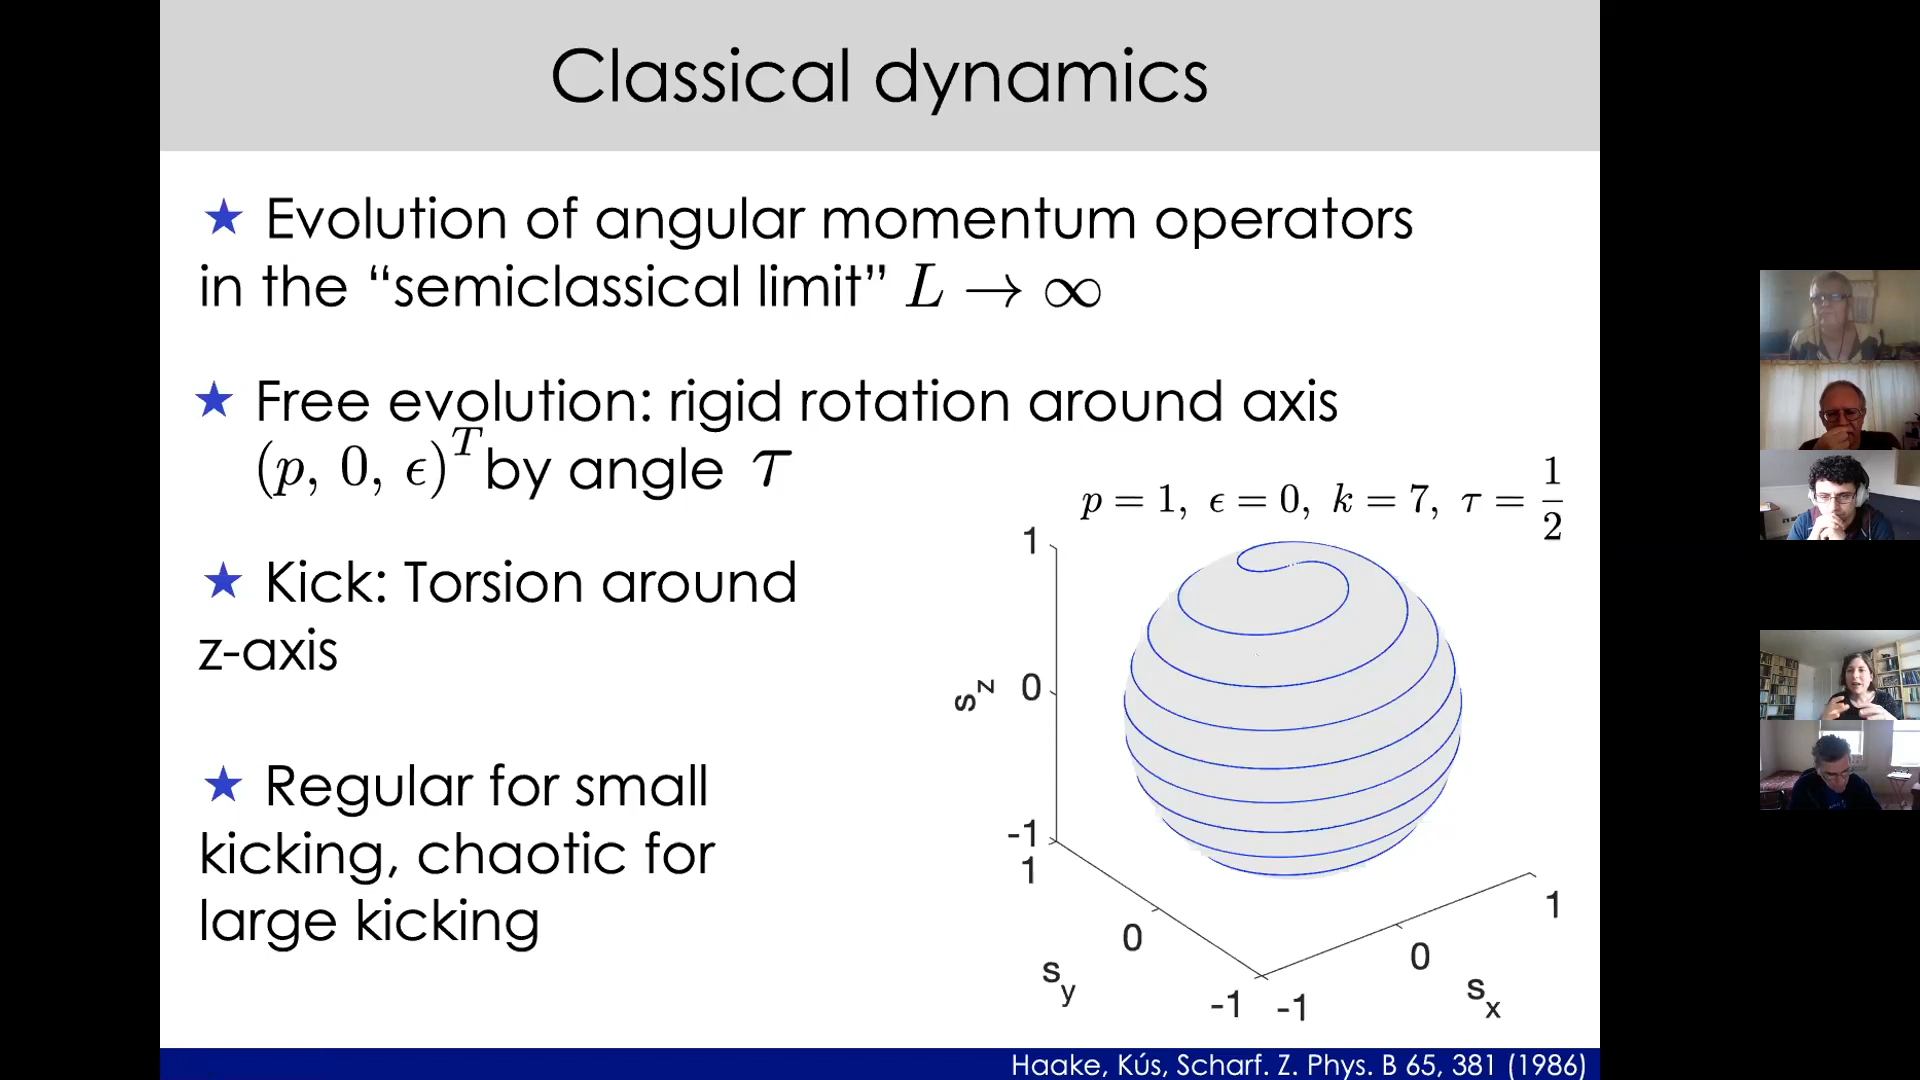 Classical dynamics
★ Evolution of angular momentum operators
in the “semiclassical limit” L → ∞
★ Free evolution: rigid rotation around axis
(p, 0, ϵ)^T by angle τ
p = 1, ϵ = 0, k = 7, τ = 1/2
★ Kick: Torsion around
z-axis
★ Regular for small
kicking, chaotic for
large kicking
1
s_z 0
-1
1
0
s_y
-1
-1
0
s_x
1
Haake, Kús, Scharf. Z. Phys. B 65, 381 (1986)